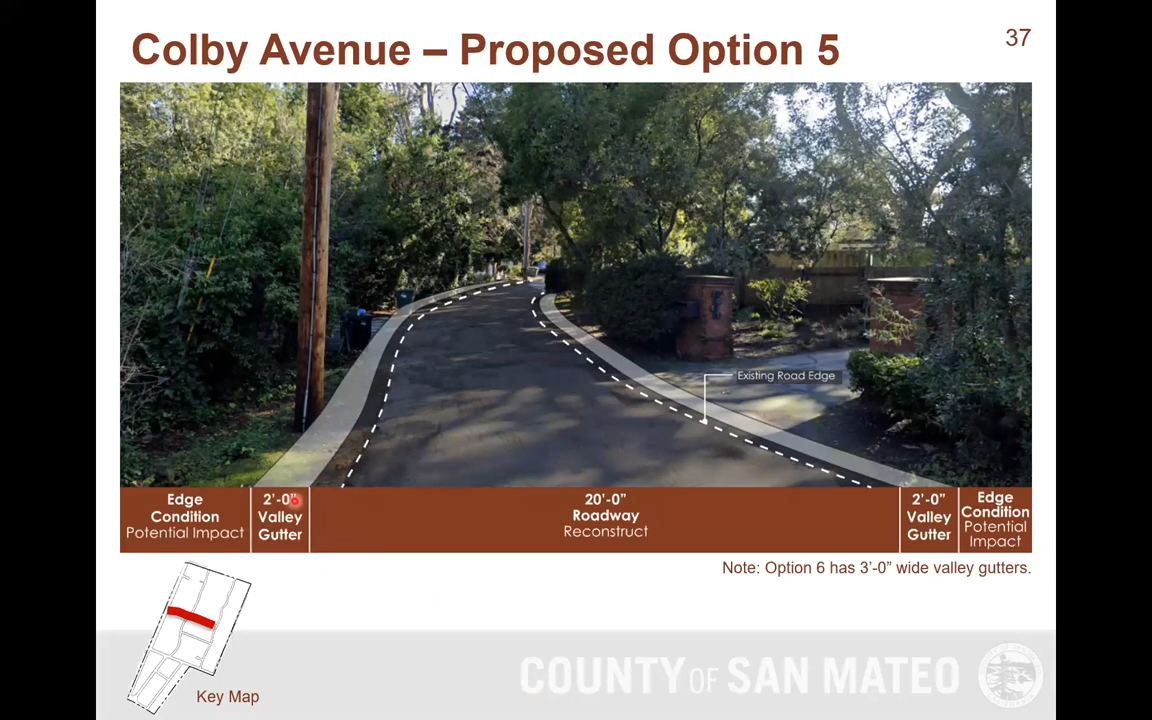 Colby Avenue – Proposed Option 5
37
Existing Road Edge
Edge
Condition
Potential Impact
2'-0"
Valley
Gutter
20'-0"
Roadway
Reconstruct
2'-0"
Valley
Gutter
Edge
Condition
Potential
Impact
Note: Option 6 has 3'-0" wide valley gutters.
Key Map
COUNTY OF SAN MATEO